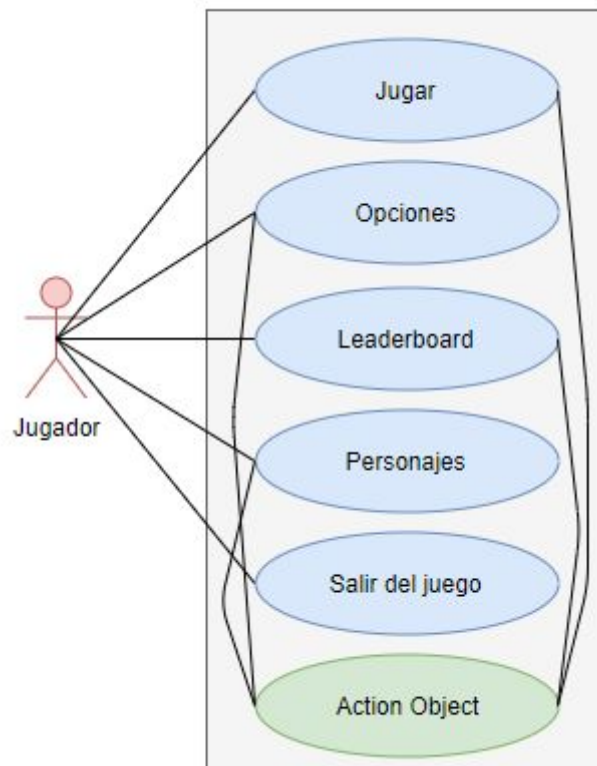 Jugar
Opciones
Leaderboard
Jugador
Personajes
Salir del juego
Action Object